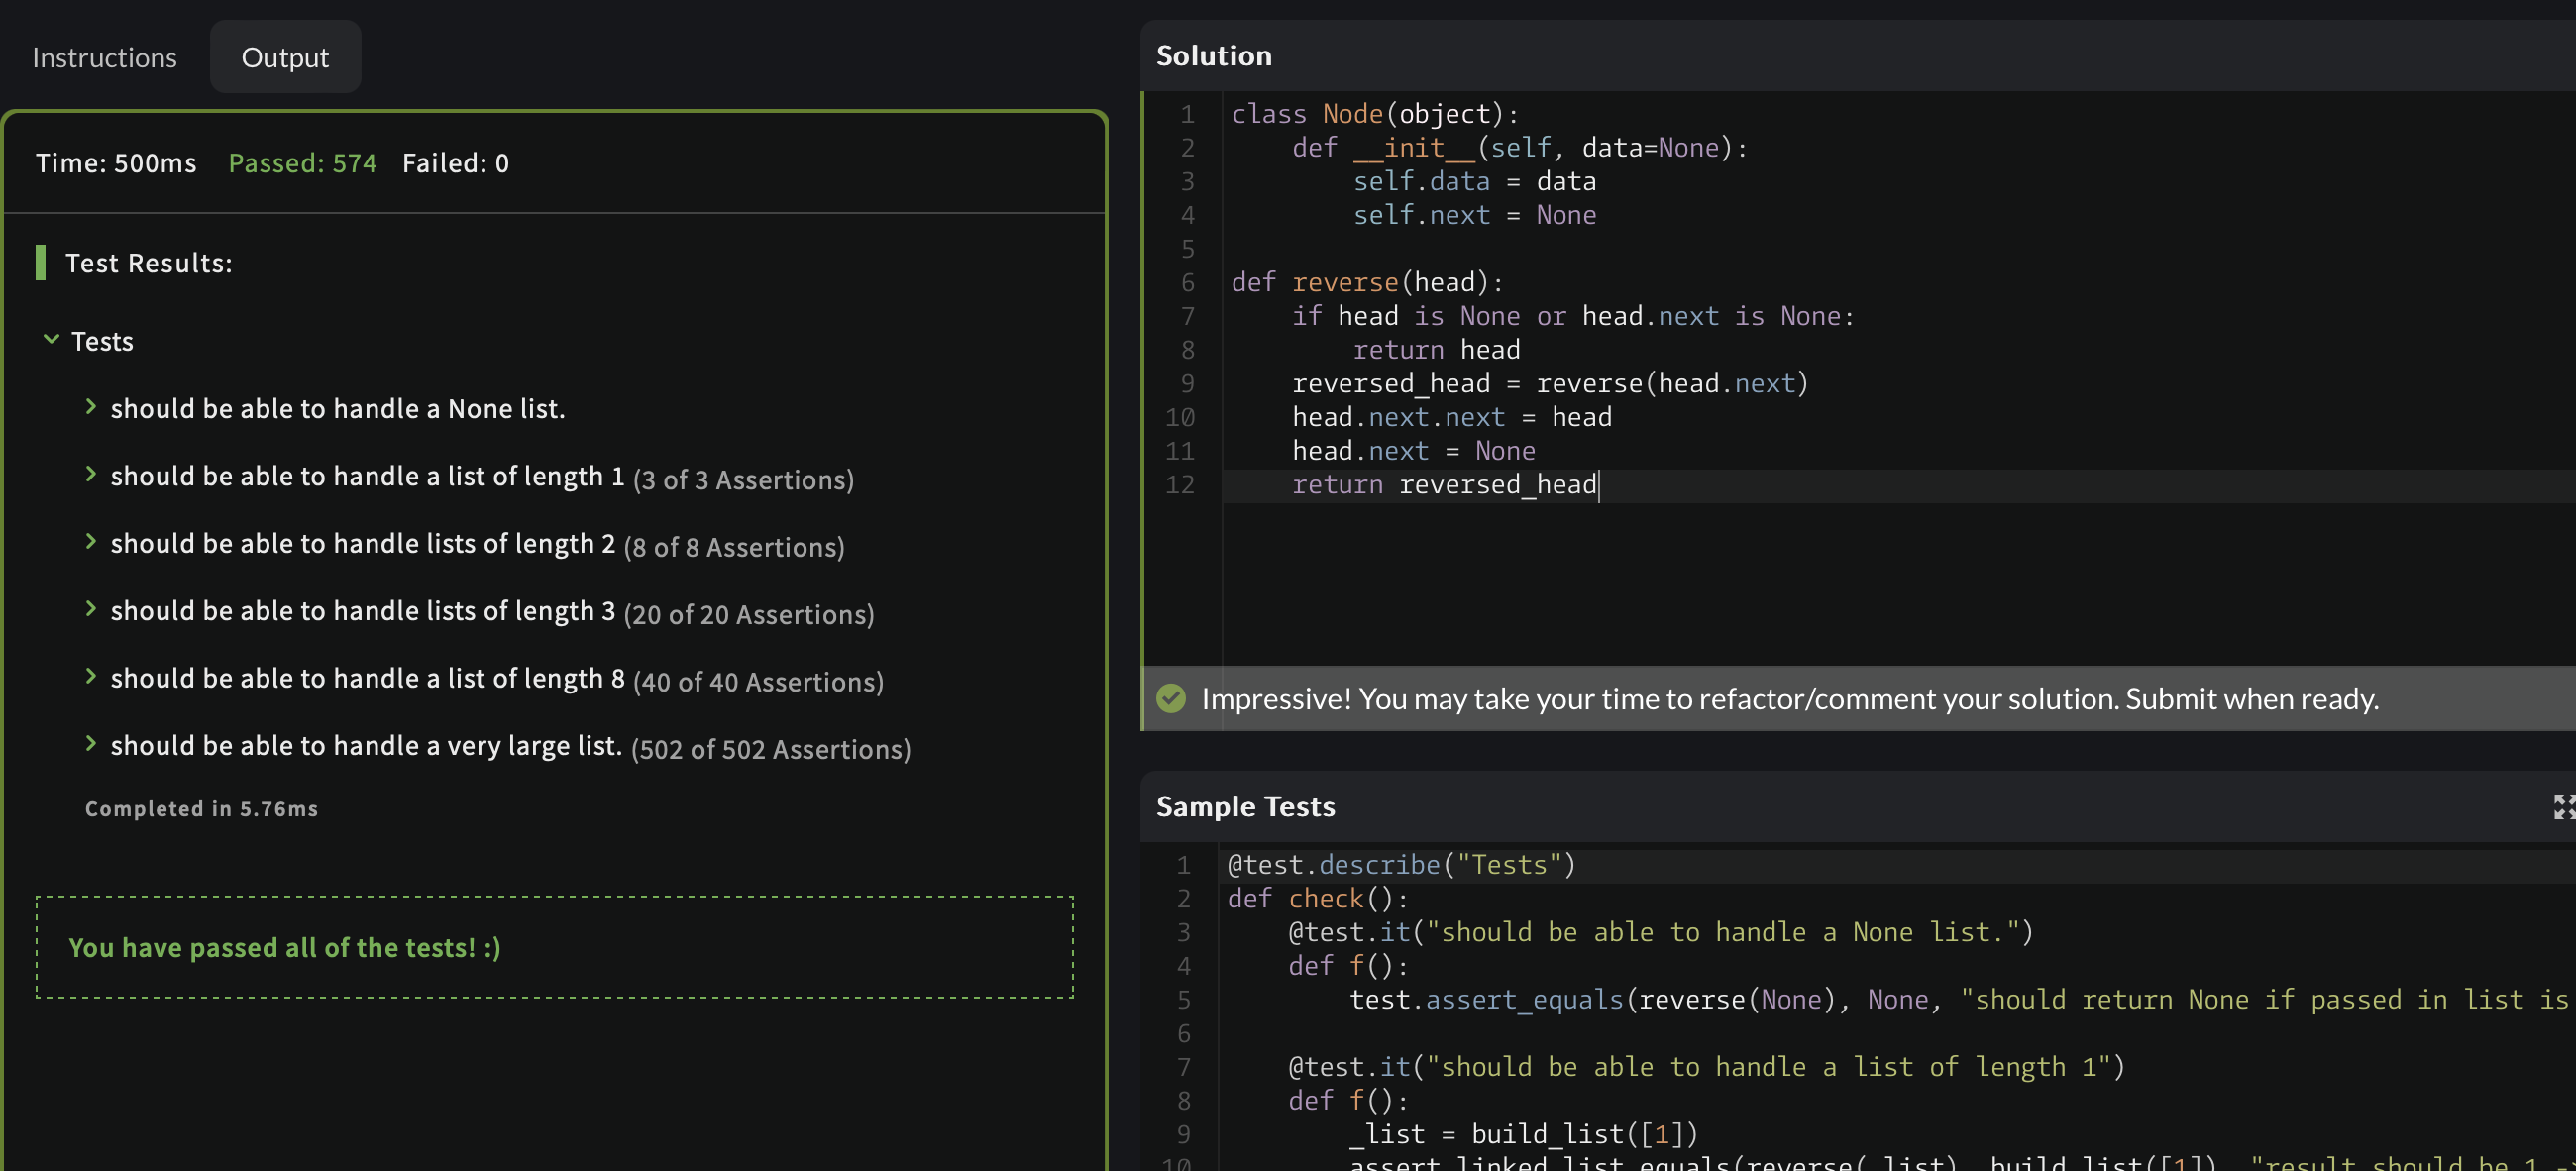 Instructions
Output
Time: 500ms Passed: 574 Failed: 0
Test Results:
Tests
should be able to handle a None list.
should be able to handle a list of length 1 (3 of 3 Assertions)
should be able to handle lists of length 2 (8 of 8 Assertions)
should be able to handle lists of length 3 (20 of 20 Assertions)
should be able to handle a list of length 8 (40 of 40 Assertions)
should be able to handle a very large list. (502 of 502 Assertions)
Completed in 5.76ms
You have passed all of the tests! :)
Solution
1 class Node(object):
2     def __init__(self, data=None):
3         self.data = data
4         self.next = None
5
6 def reverse(head):
7     if head is None or head.next is None:
8         return head
9     reversed_head = reverse(head.next)
10     head.next.next = head
11     head.next = None
12     return reversed_head
Impressive! You may take your time to refactor/comment your solution. Submit when ready.
Sample Tests
1 @test.describe("Tests")
2 def check():
3     @test.it("should be able to handle a None list.")
4     def f():
5         test.assert_equals(reverse(None), None, "should return None if passed in list is
6
7     @test.it("should be able to handle a list of length 1")
8     def f():
9         _list = build_list([1])
10         assert_linked_list_equals(reverse(_list), build_list([1]), "result should be 1